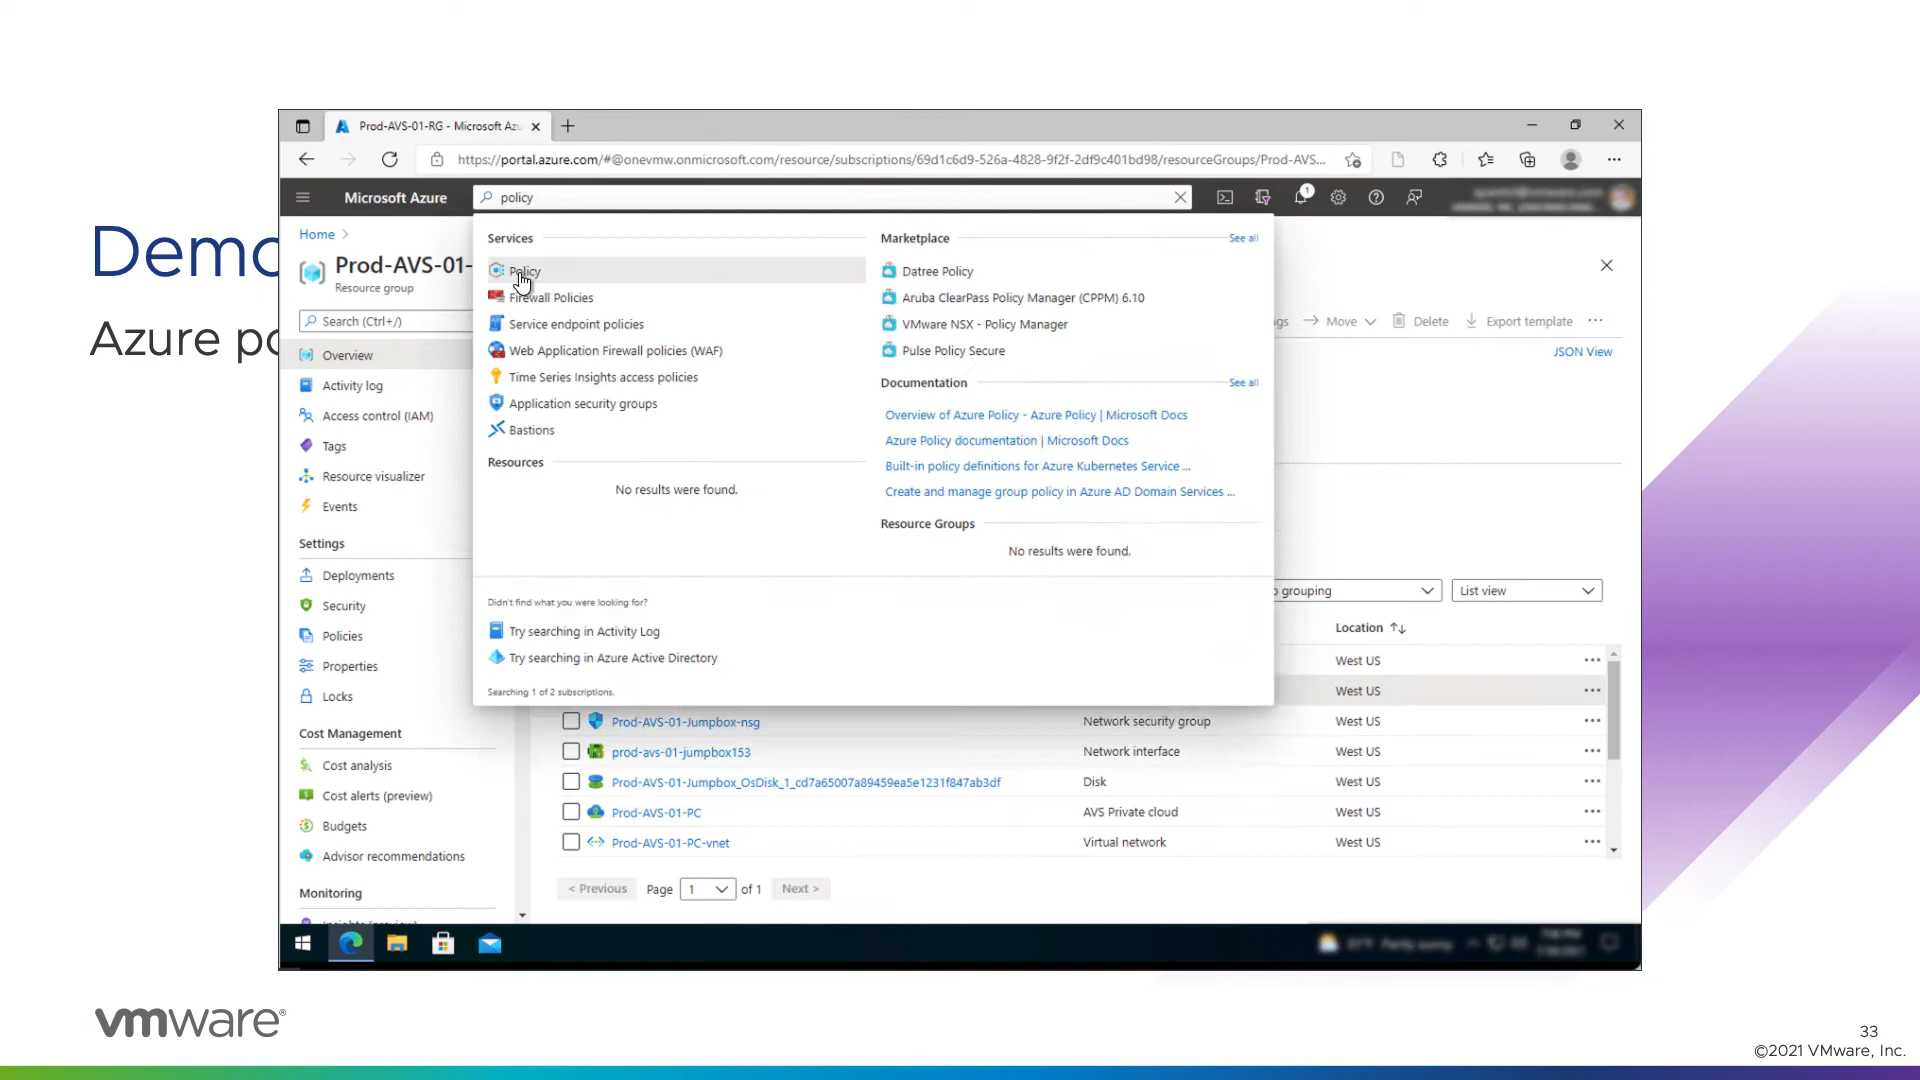 Demo
Azure po
Prod-AVS-01-RG - Microsoft Azu
https://portal.azure.com/#@onevmw.onmicrosoft.com/resource/subscriptions/69d1c6d9-526a-4828-9f2f-2df9c401bd98/resourceGroups/Prod-AVS...
Microsoft Azure
policy
1
Home
Prod-AVS-01-
Resource group
Search (Ctrl+/)
Overview
Activity log
Access control (IAM)
Tags
Resource visualizer
Events
Settings
Deployments
Security
Policies
Properties
Locks
Cost Management
Cost analysis
Cost alerts (preview)
Budgets
Advisor recommendations
Monitoring
Services
Policy
Firewall Policies
Service endpoint policies
Web Application Firewall policies (WAF)
Time Series Insights access policies
Application security groups
Bastions
Resources
No results were found.
Marketplace
See all
Datree Policy
Aruba ClearPass Policy Manager (CPPM) 6.10
VMware NSX - Policy Manager
Pulse Policy Secure
Documentation
See all
Overview of Azure Policy - Azure Policy | Microsoft Docs
Azure Policy documentation | Microsoft Docs
Built-in policy definitions for Azure Kubernetes Service ...
Create and manage group policy in Azure AD Domain Services ...
Resource Groups
No results were found.
Didn't find what you were looking for?
Try searching in Activity Log
Try searching in Azure Active Directory
Searching 1 of 2 subscriptions.
gs Move Delete Export template ...
JSON View
grouping List view
Location
West US
West US
Prod-AVS-01-Jumpbox-nsg Network security group West US
prod-avs-01-jumpbox153 Network interface West US
Prod-AVS-01-Jumpbox_OsDisk_1_cd7a65007a89459ea5e1231f847ab3df Disk West US
Prod-AVS-01-PC AVS Private cloud West US
Prod-AVS-01-PC-vnet Virtual network West US
< Previous Page 1 of 1 Next >
vmware®
33
©2021 VMware, Inc.